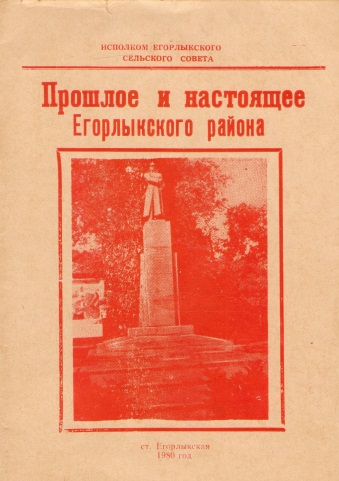 ИСПОЛКОМ ЕГОРЛЫКСКОГО
СЕЛЬСКОГО СОВЕТА
Прошлое и настоящее
Егорлыкского района
ст. Егорлыкская
1980 год